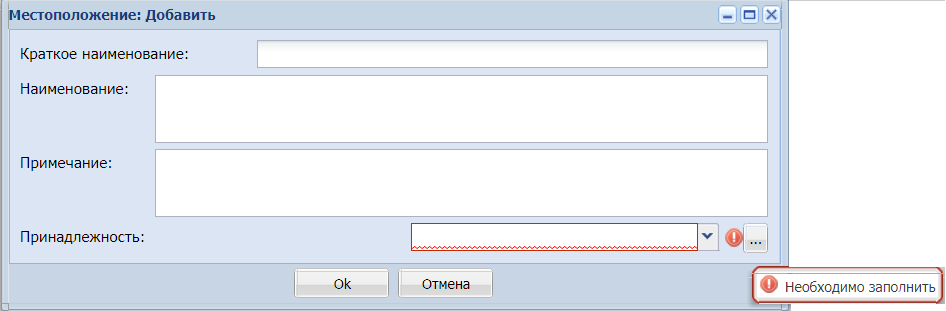 Местоположение: Добавить
Краткое наименование:
Наименование:
Примечание:
Принадлежность:
...
Ok
Отмена
Необходимо заполнить